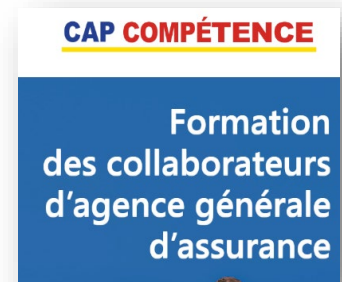 CAP COMPÉTENCE
Formation
des collaborateurs
d'agence générale
d'assurance